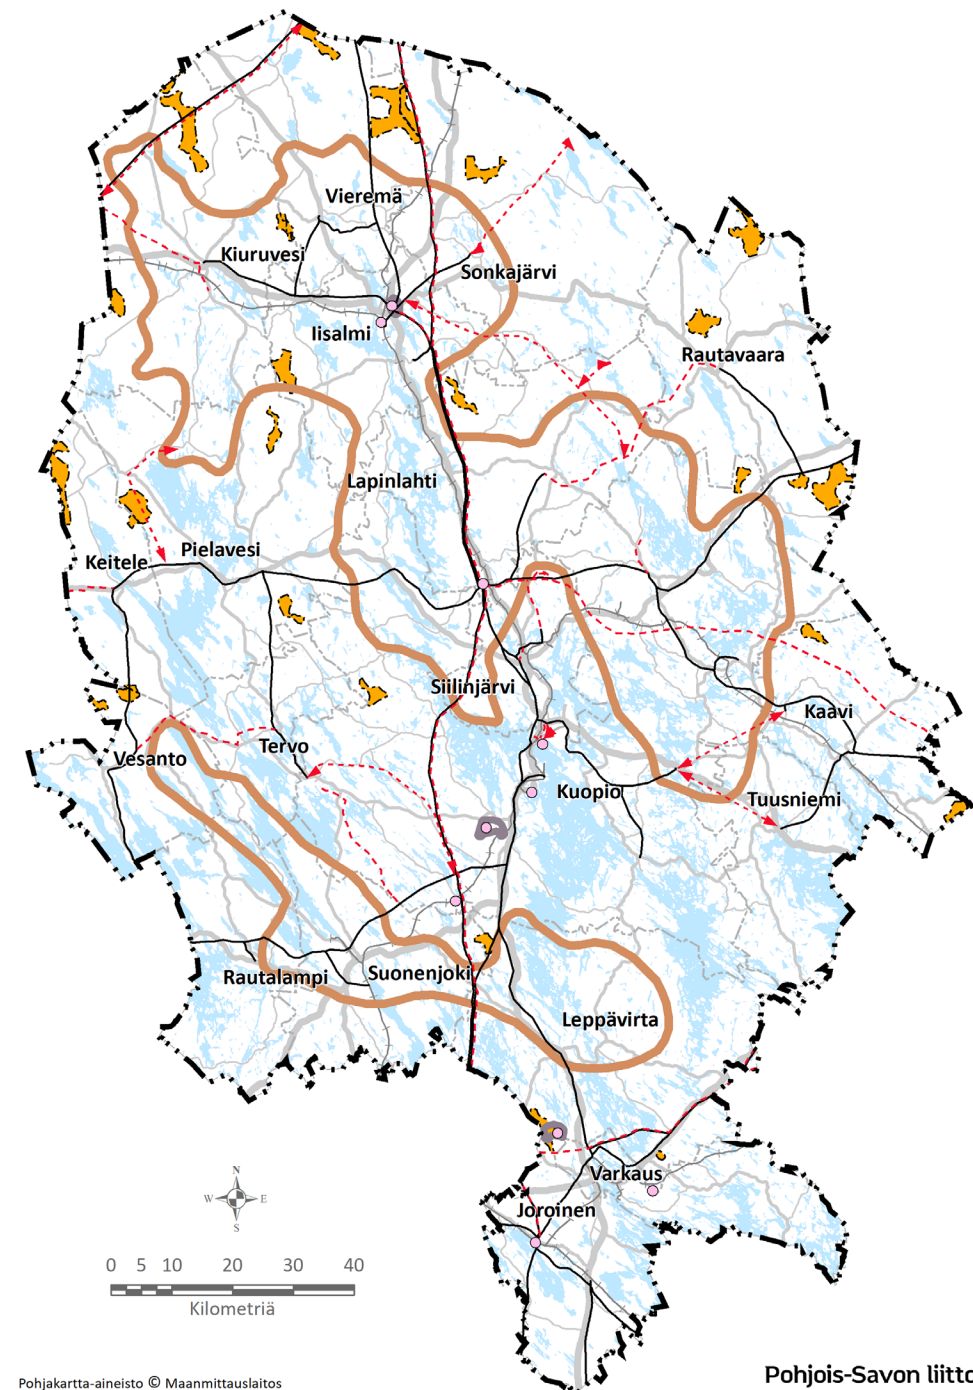 Vieremä
Kiuruvesi
Sonkajärvi
Iisalmi
Rautavaara
Lapinlahti
Pielavesi
Keitele
Siilinjärvi
Kaavi
Tervo
Vesanto
Kuopio
Tuusniemi
Rautalampi
Suonenjoki
Leppävirta
Varkaus
Joroinen
N
W E
S
0 5 10 20 30 40
Kilometriä
Pohjakartta-aineisto © Maanmittauslaitos
Pohjois-Savon liitto